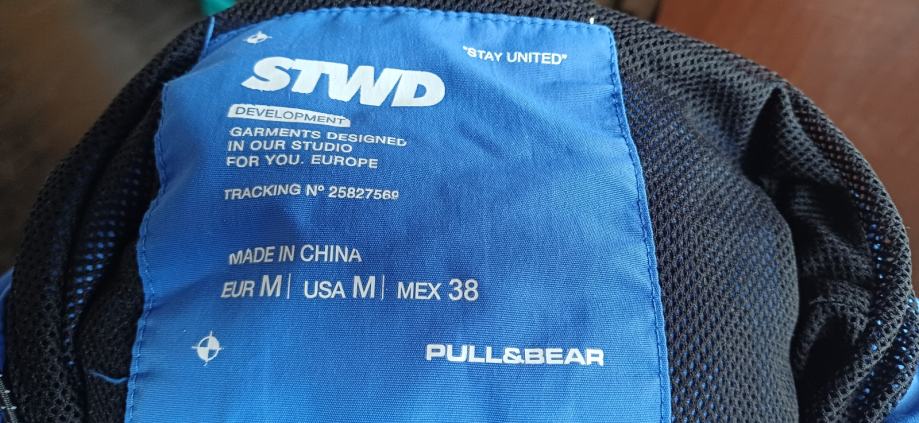 "STAY UNITED"
STWD
DEVELOPMENT
GARMENTS DESIGNED
IN OUR STUDIO
FOR YOU. EUROPE
TRACKING Nº 25827569
MADE IN CHINA
EUR M| USA M| MEX 38
PULL&BEAR